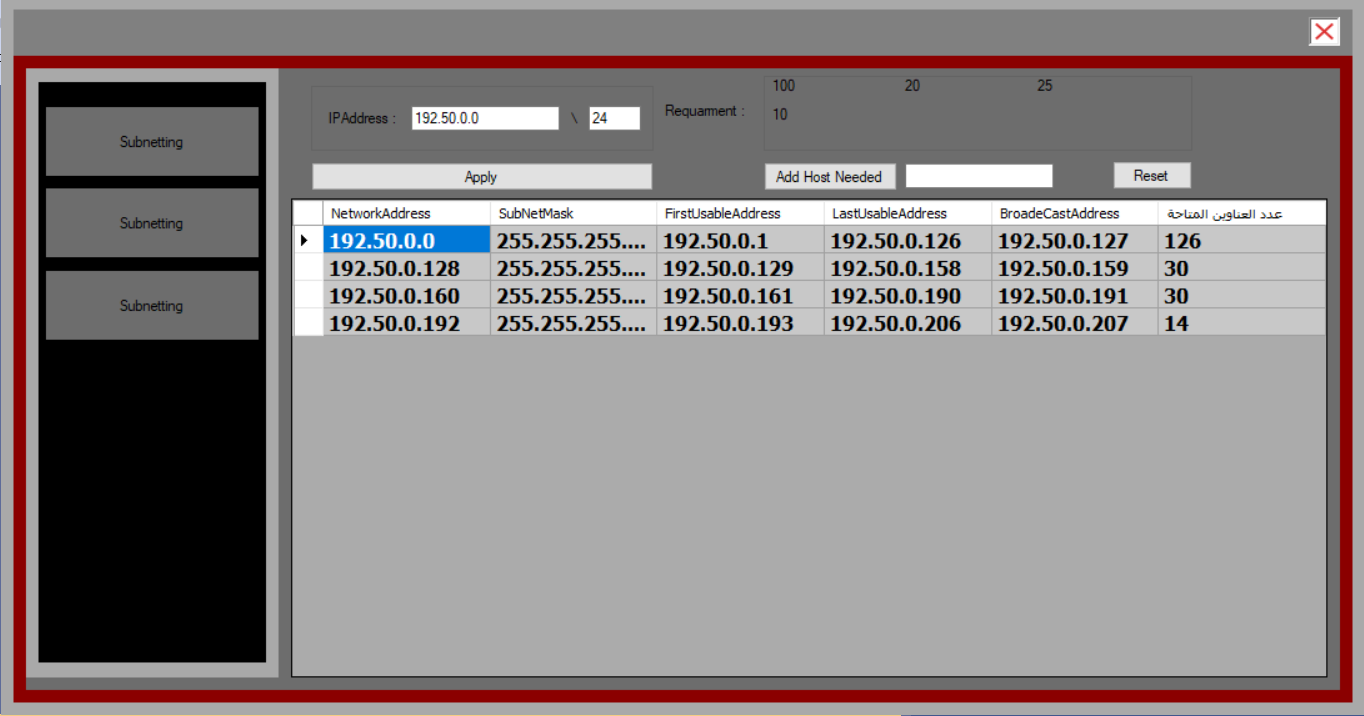 Subnetting
Subnetting
Subnetting
IPAddress : 192.50.0.0 \ 24
Requarment :
100 20 25
10
Apply
Add Host Needed
Reset
NetworkAddress SubNetMask FirstUsableAddress LastUsableAddress BroadeCastAddress عدد العناوين المتاحة
192.50.0.0 255.255.255.... 192.50.0.1 192.50.0.126 192.50.0.127 126
192.50.0.128 255.255.255.... 192.50.0.129 192.50.0.158 192.50.0.159 30
192.50.0.160 255.255.255.... 192.50.0.161 192.50.0.190 192.50.0.191 30
192.50.0.192 255.255.255.... 192.50.0.193 192.50.0.206 192.50.0.207 14